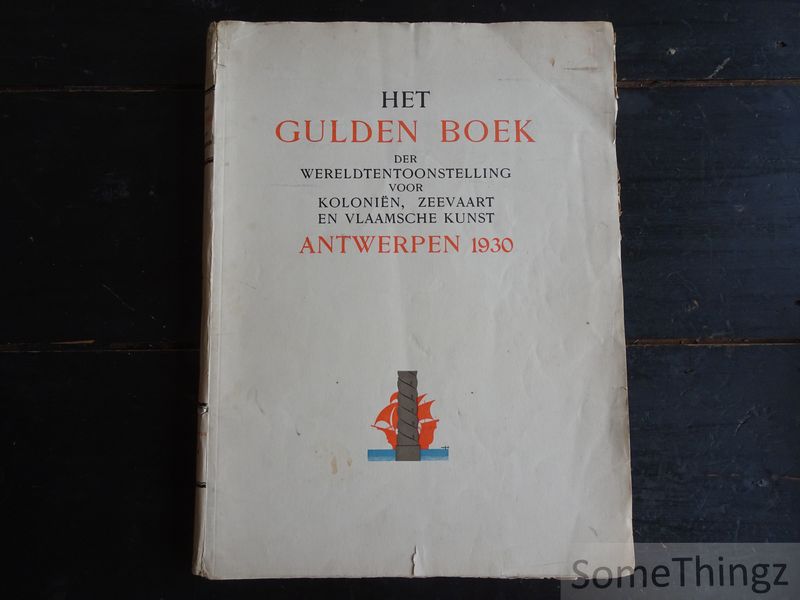 HET
GULDEN BOEK
DER
WERELDTENTOONSTELLING
VOOR
KOLONIËN, ZEEVAART
EN VLAAMSCHE KUNST
ANTWERPEN 1930
SomeThingz